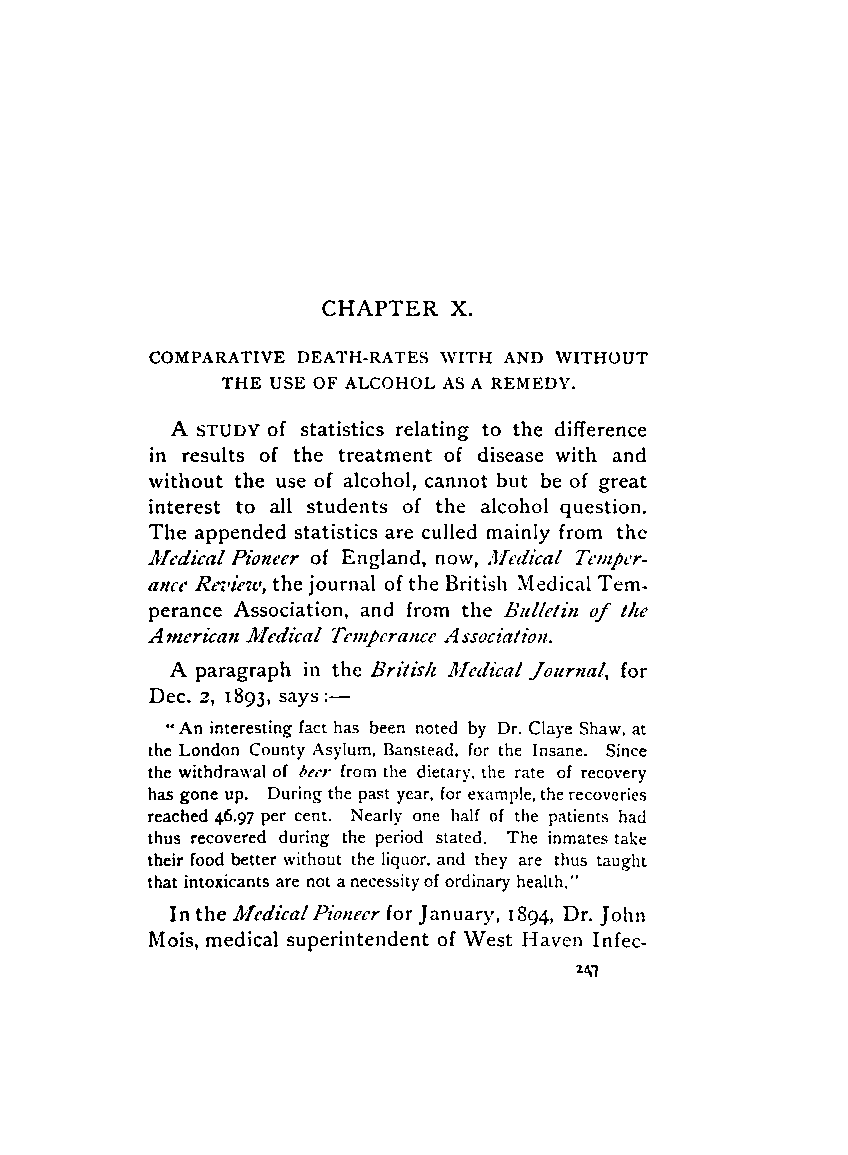 CHAPTER X.
COMPARATIVE DEATH-RATES WITH AND WITHOUT
THE USE OF ALCOHOL AS A REMEDY.
A STUDY of statistics relating to the difference
in results of the treatment of disease with and
without the use of alcohol, cannot but be of great
interest to all students of the alcohol question.
The appended statistics are culled mainly from the
Medical Pioneer of England, now, Medical Temper-
ance Review, the journal of the British Medical Tem-
perance Association, and from the Bulletin of the
American Medical Temperance Association.
A paragraph in the British Medical Journal, for
Dec. 2, 1893, says :—
“ An interesting fact has been noted by Dr. Claye Shaw, at
the London County Asylum, Banstead, for the Insane. Since
the withdrawal of beer from the dietary, the rate of recovery
has gone up. During the past year, for example, the recoveries
reached 46.97 per cent. Nearly one half of the patients had
thus recovered during the period stated. The inmates take
their food better without the liquor, and they are thus taught
that intoxicants are not a necessity of ordinary health.”
In the Medical Pioneer for January, 1894, Dr. John
Mois, medical superintendent of West Haven Infec-
247